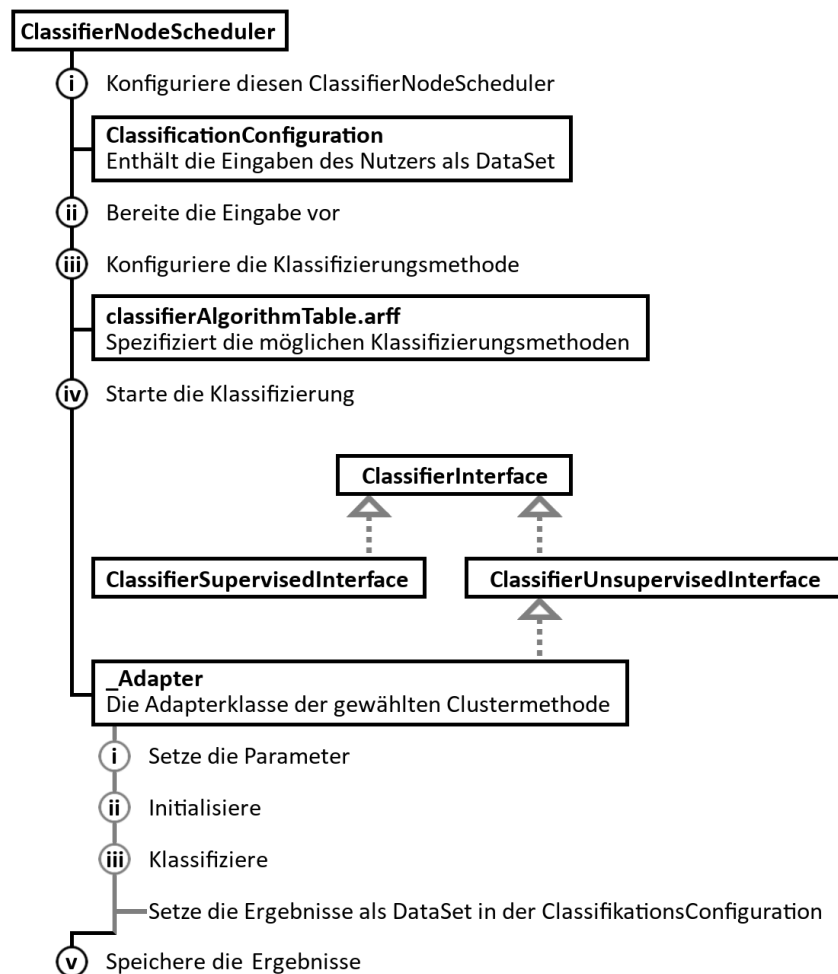 ClassifierNodeScheduler
i Konfiguriere diesen ClassifierNodeScheduler
ClassificationConfiguration
Enthält die Eingaben des Nutzers als DataSet
ii Bereite die Eingabe vor
iii Konfiguriere die Klassifizierungsmethode
classifierAlgorithmTable.arff
Spezifiziert die möglichen Klassifizierungsmethoden
iv Starte die Klassifizierung
ClassifierInterface
ClassifierSupervisedInterface
ClassifierUnsupervisedInterface
_Adapter
Die Adapterklasse der gewählten Clustermethode
i Setze die Parameter
ii Initialisiere
iii Klassifiziere
Setze die Ergebnisse als DataSet in der ClassifikationsConfiguration
v Speichere die Ergebnisse